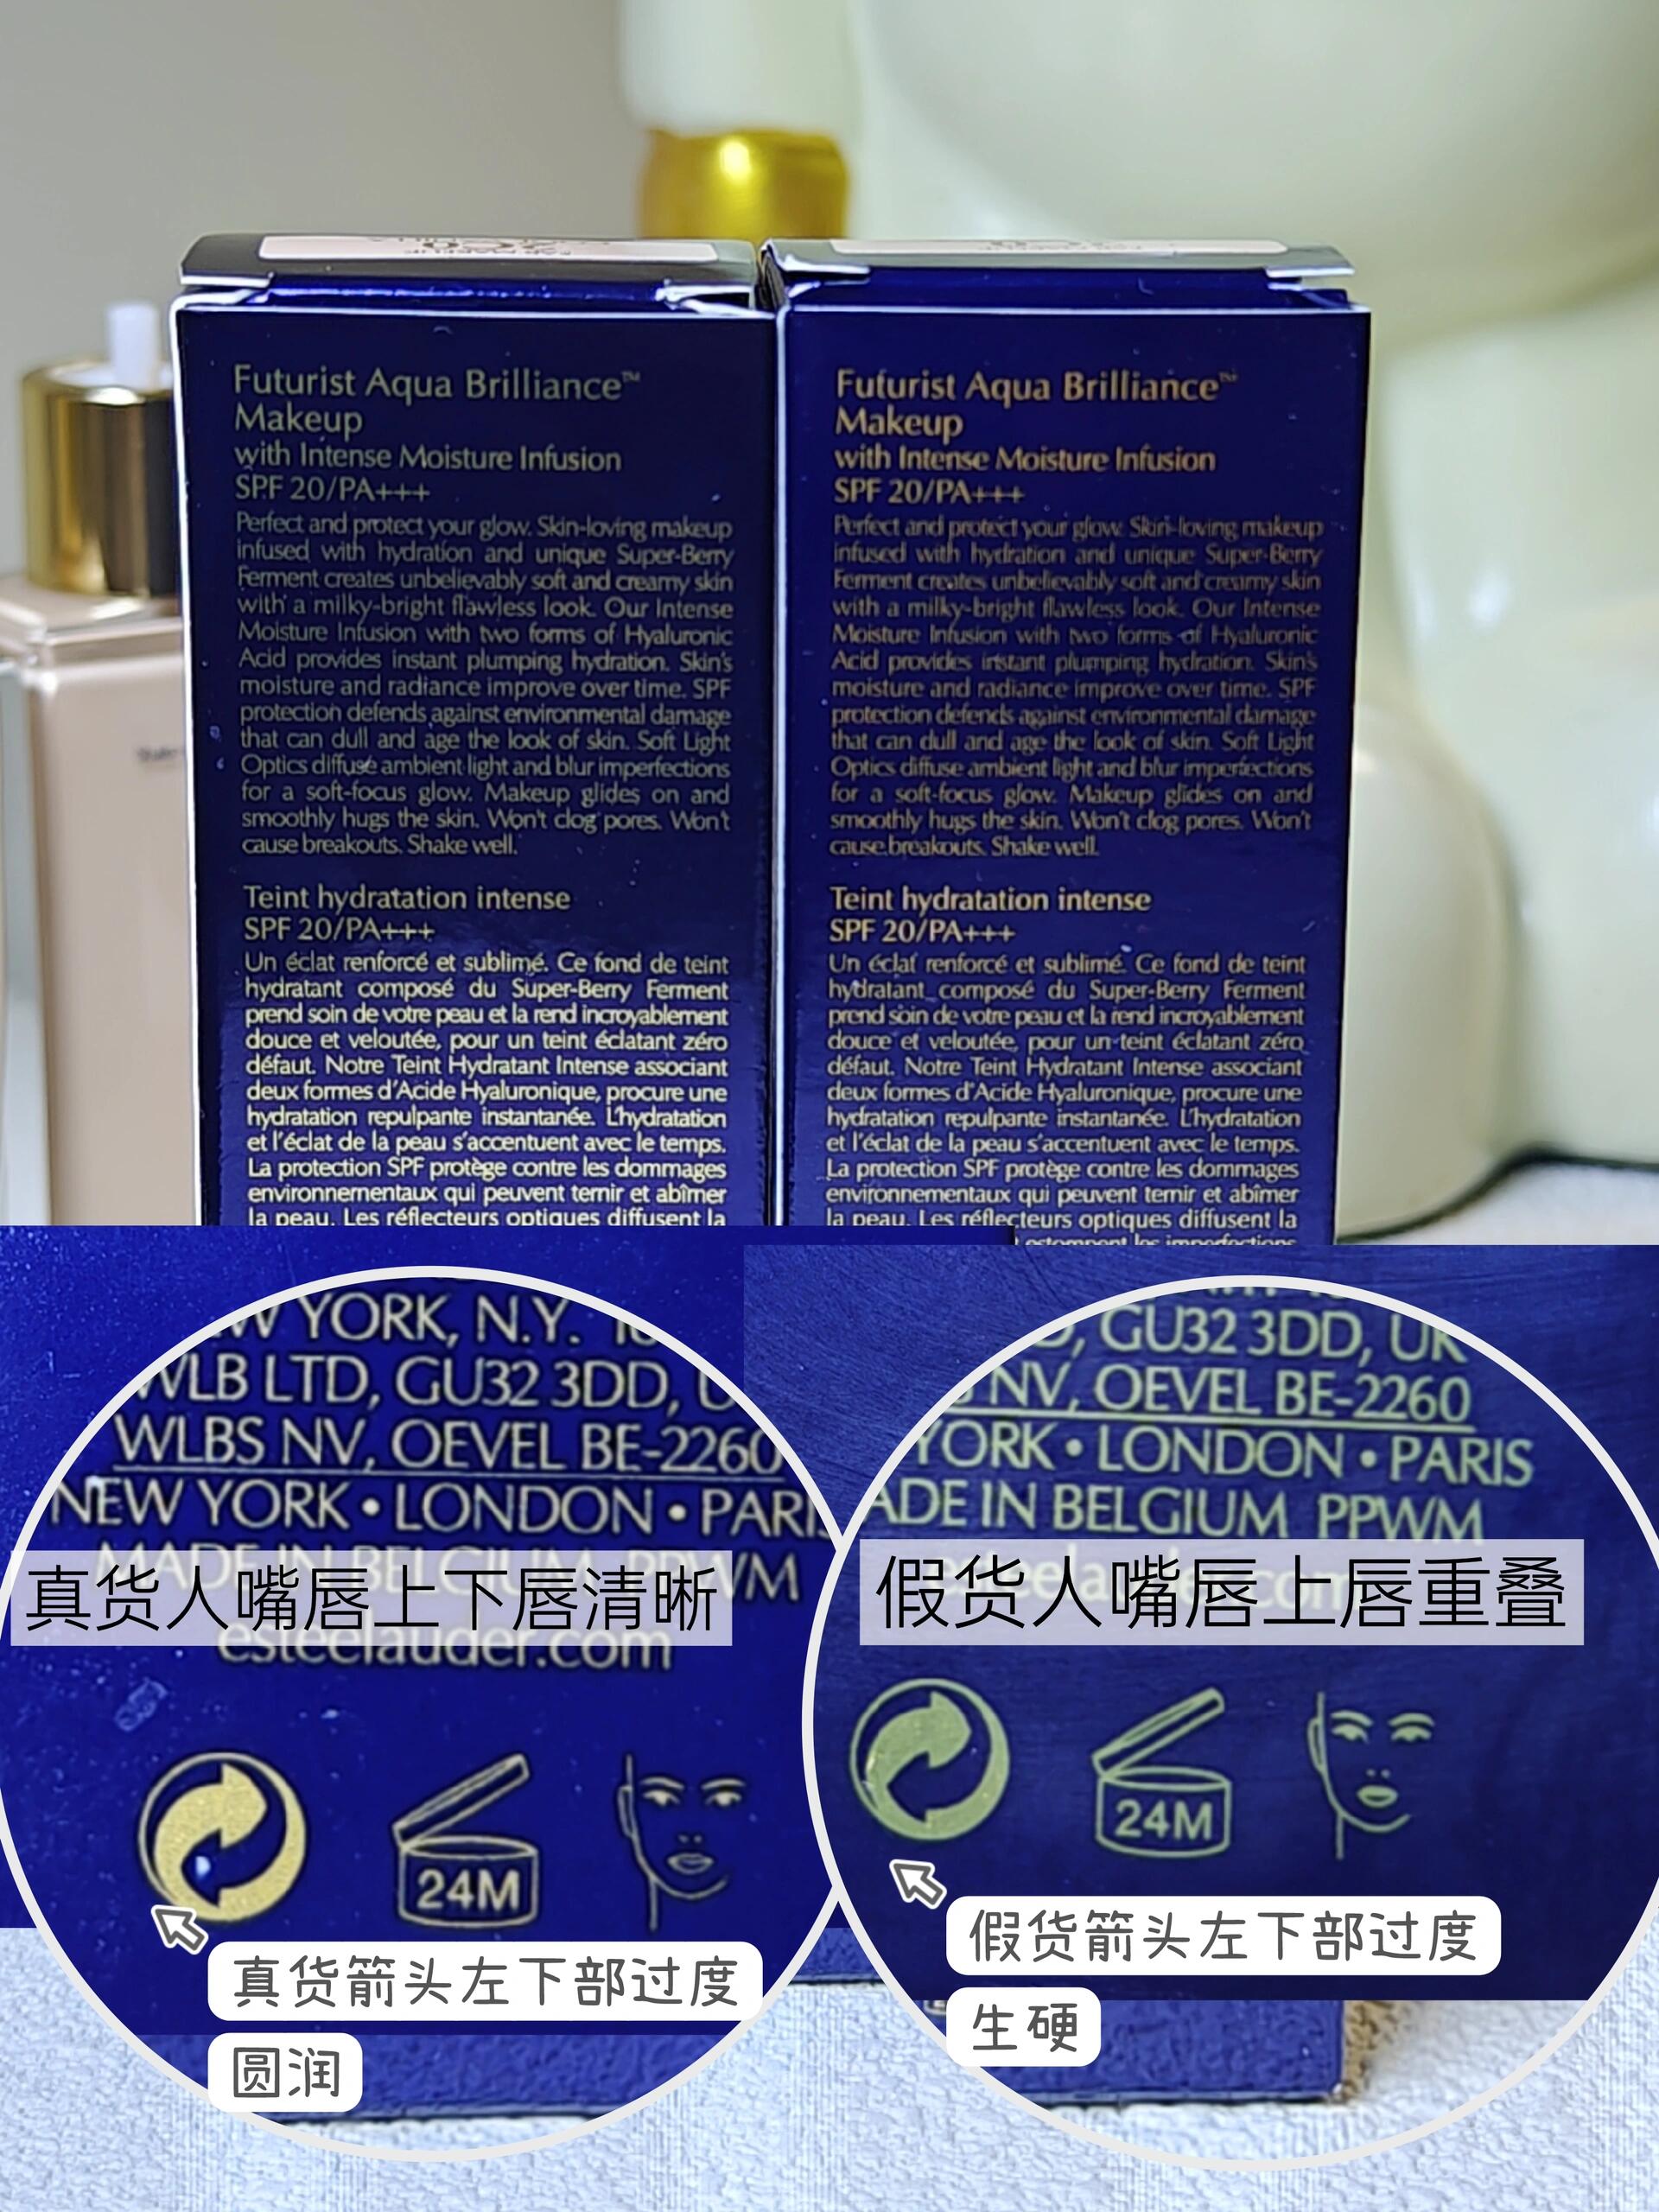 Futurist Aqua Brilliance™
Makeup
with Intense Moisture Infusion
SPF 20/PA+++
Perfect and protect your glow. Skin-loving makeup
infused with hydration and unique Super-Berry
Ferment creates unbelievably soft and creamy skin
with a milky-bright flawless look. Our Intense
Moisture Infusion with two forms of Hyaluronic
Acid provides instant plumping hydration. Skin's
moisture and radiance improve over time. SPF
protection defends against environmental damage
that can dull and age the look of skin. Soft Light
Optics diffuse ambient light and blur imperfections
for a soft-focus glow. Makeup glides on and
smoothly hugs the skin. Won't clog pores. Won't
cause breakouts. Shake well.
Teint hydratation intense
SPF 20/PA+++
Un éclat renforcé et sublimé. Ce fond de teint
hydratant composé du Super-Berry Ferment
prend soin de votre peau et la rend incroyablement
douce et veloutée, pour un teint éclatant zéro
défaut. Notre Teint Hydratant Intense associant
deux formes d'Acide Hyaluronique, procure une
hydratation repulpante instantanée. L'hydratation
et l'éclat de la peau s'accentuent avec le temps.
La protection SPF protège contre les dommages
environnementaux qui peuvent ternir et abîmer
la peau. Les réflecteurs optiques diffusent la
Futurist Aqua Brilliance™
Makeup
with Intense Moisture Infusion
SPF 20/PA+++
Perfect and protect your glow. Skin-loving makeup
infused with hydration and unique Super-Berry
Ferment creates unbelievably soft and creamy skin
with a milky-bright flawless look. Our Intense
Moisture Infusion with two forms of Hyaluronic
Acid provides instant plumping hydration. Skin's
moisture and radiance improve over time. SPF
protection defends against environmental damage
that can dull and age the look of skin. Soft Light
Optics diffuse ambient light and blur imperfections
for a soft-focus glow. Makeup glides on and
smoothly hugs the skin. Won't clog pores. Won't
cause breakouts. Shake well.
Teint hydratation intense
SPF 20/PA+++
Un éclat renforcé et sublimé. Ce fond de teint
hydratant composé du Super-Berry Ferment
prend soin de votre peau et la rend incroyablement
douce et veloutée, pour un teint éclatant zéro
défaut. Notre Teint Hydratant Intense associant
deux formes d'Acide Hyaluronique, procure une
hydratation repulpante instantanée. L'hydratation
et l'éclat de la peau s'accentuent avec le temps.
La protection SPF protège contre les dommages
environnementaux qui peuvent ternir et abîmer
la peau. Les réflecteurs optiques diffusent la
estompent les imperfections
YORK, N.Y.
WLB LTD, GU32 3DD, U
WLBS NV, OEVEL BE-2260
NEW YORK • LONDON • PARIS
MADE IN BELGIUM PPWM
真货人嘴唇上下唇清晰
esteelauder.com
24M
真货箭头左下部过度
圆润
GU32 3DD, UK
NV, OEVEL BE-2260
YORK • LONDON • PARIS
ADE IN BELGIUM PPWM
假货人嘴唇上唇重叠
24M
假货箭头左下部过度
生硬